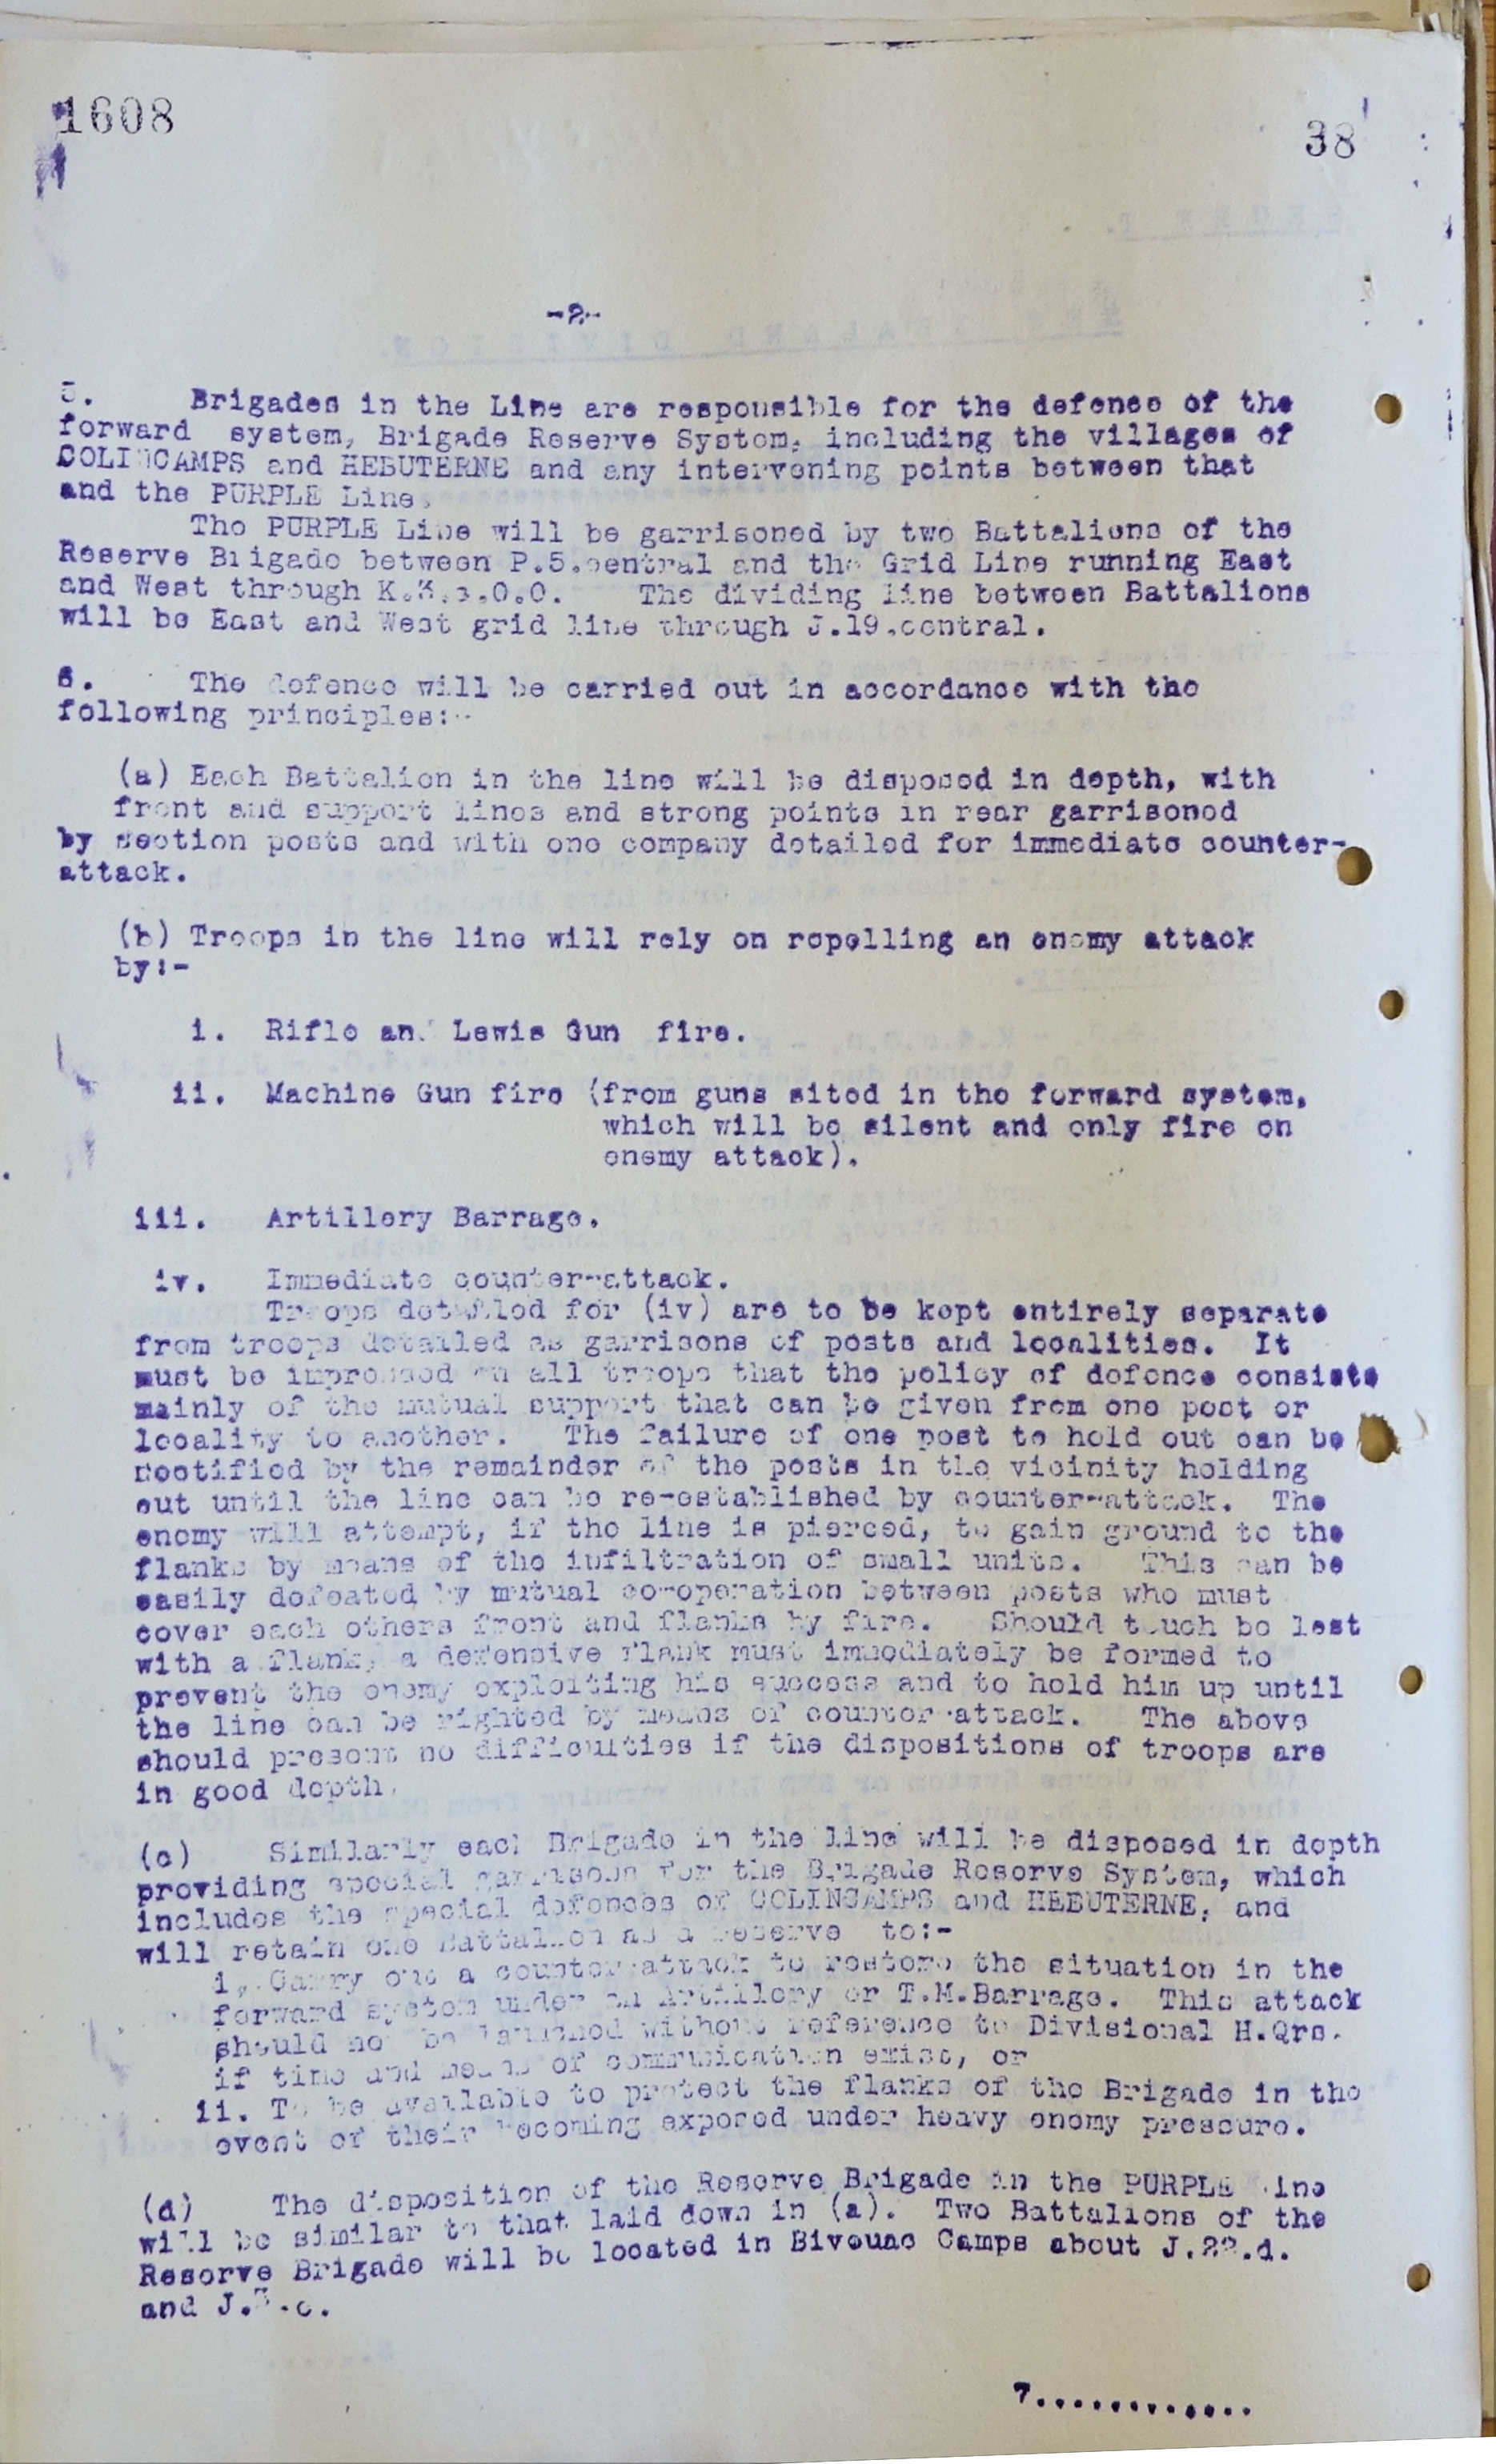 1608
38
-2-
5. Brigades in the Line are responsible for the defence of the
forward system, Brigade Reserve System, including the villages of
COLINCAMPS and HEBUTERNE and any intervening points between that
and the PURPLE Line.
The PURPLE Line will be garrisoned by two Battalions of the
Reserve Brigade between P.5.central and the Grid Line running East
and West through The dividing line between Battalions
will be East and West grid line through J.19.central.
6. The defence will be carried out in accordance with the
following principles:-
(a) Each Battalion in the line will be disposed in depth, with
front and support lines and strong points in rear garrisoned
by section posts and with one company detailed for immediate counter-
attack.
(b) Troops in the line will rely on repelling an enemy attack
by:-
i. Rifle and Lewis Gun fire.
ii. Machine Gun fire (from guns sited in the forward system,
which will be silent and only fire on
enemy attack).
iii. Artillery Barrage.
iv. Immediate counter-attack.
Troops detailed for (iv) are to be kept entirely separate
from troops detailed as garrisons of posts and localities. It
must be impressed on all troops that the policy of defence consists
mainly of the mutual support that can be given from one post or
locality to another. The failure of one post to hold out can be
rectified by the remainder of the posts in the vicinity holding
out until the line can be re-established by counter-attack. The
enemy will attempt, if the line is pierced, to gain ground to the
flanks by means of the infiltration of small units. This can be
easily defeated by mutual co-operation between posts who must
cover each others front and flanks by fire. Should touch be lost
with a flank, a defensive flank must immediately be formed to
prevent the enemy exploiting his success and to hold him up until
the line can be righted by means of counter-attack. The above
should present no difficulties if the dispositions of troops are
in good depth.
(c) Similarly each Brigade in the line will be disposed in depth
providing special garrisons for the Brigade Reserve System, which
includes the special defences of COLINCAMPS and HEBUTERNE, and
will retain one Battalion as a reserve to:-
i. Carry out a counter-attack to restore the situation in the
forward system under an Artillery or T.M.Barrage. This attack
should not be launched without reference to Divisional H.Qrs.
if time and means of communication exist, or
ii. To be available to protect the flanks of the Brigade in the
event of their becoming exposed under heavy enemy pressure.
(d) The disposition of the Reserve Brigade in the PURPLE Line
will be similar to that laid down in (a). Two Battalions of the
Reserve Brigade will be located in Bivouac Camps about J.22.d.
and
7.............